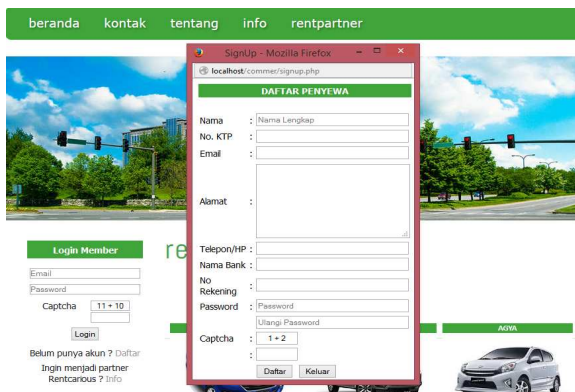 beranda kontak tentang info rentpartner
SignUp - Mozilla Firefox
localhost/commer/signup.php
DAFTAR PENYEWA
Nama : Nama Lengkap
No. KTP :
Email :
Alamat :
Telepon/HP :
Nama Bank :
No Rekening :
Password : Password
Ulangi Password
Captcha : 1 + 2
:
Daftar Keluar
Login Member
Email
Password
Captcha 11 + 10
Login
Belum punya akun ? Daftar
Ingin menjadi partner
Rentcarious ? Info
re
AGYA